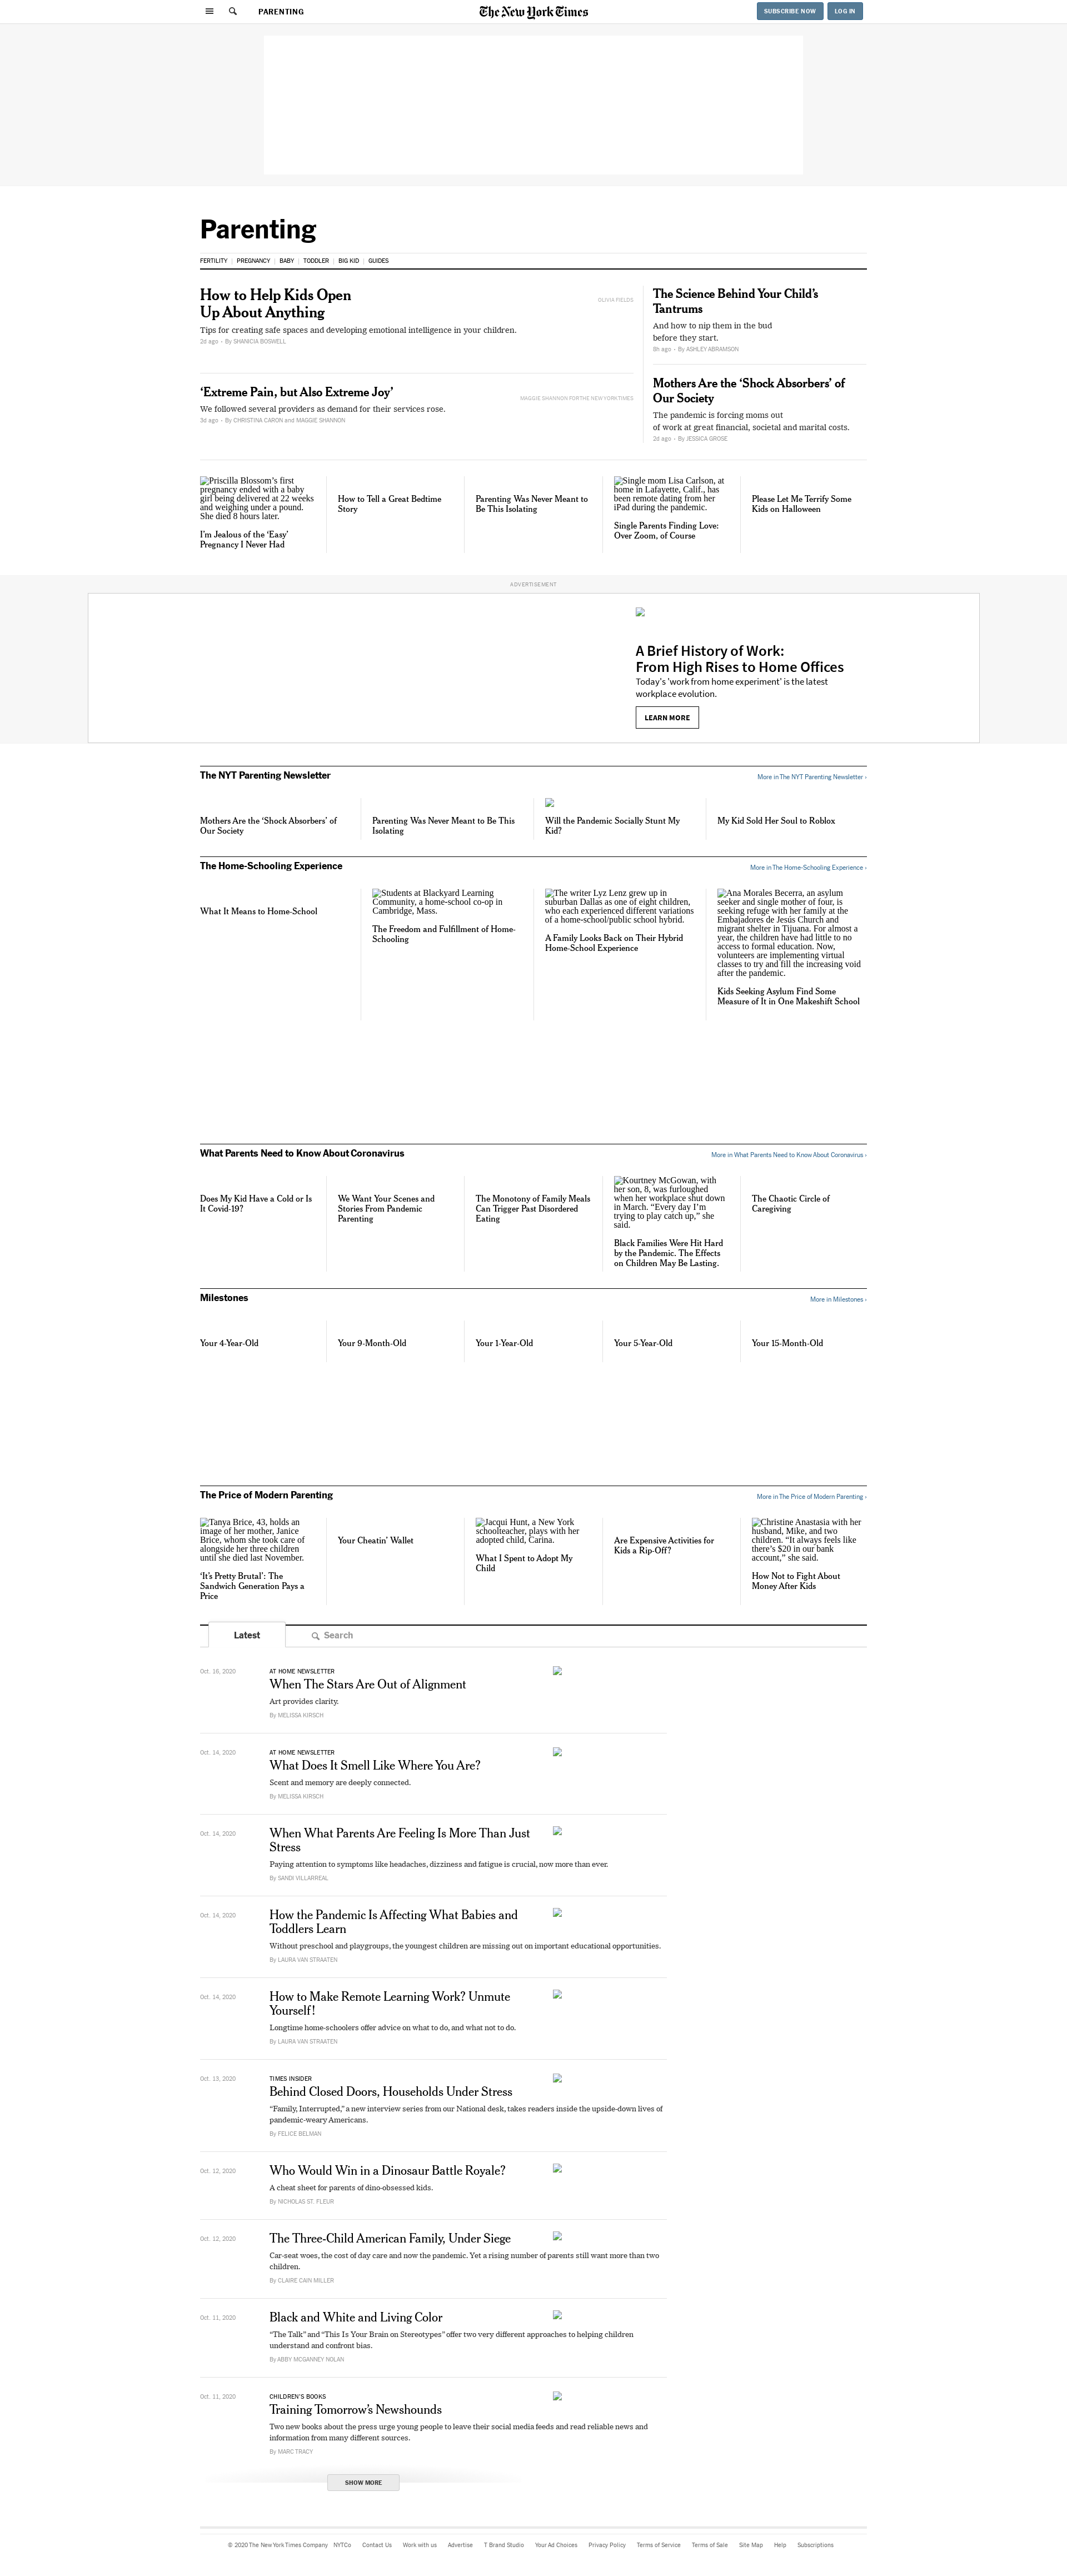 PARENTING
The New York Times
SUBSCRIBE NOW
LOG IN
Parenting
FERTILITY
PREGNANCY
BABY
TODDLER
BIG KID
GUIDES
How to Help Kids Open
Up About Anything
Tips for creating safe spaces and developing emotional intelligence in your children.
2d ago · By SHANICIA BOSWELL
OLIVIA FIELDS
‘Extreme Pain, but Also Extreme Joy’
We followed several providers as demand for their services rose.
3d ago · By CHRISTINA CARON and MAGGIE SHANNON
MAGGIE SHANNON FOR THE NEW YORK TIMES
The Science Behind Your Child’s
Tantrums
And how to nip them in the bud
before they start.
8h ago · By ASHLEY ABRAMSON
Mothers Are the ‘Shock Absorbers’ of
Our Society
The pandemic is forcing moms out
of work at great financial, societal and marital costs.
2d ago · By JESSICA GROSE
Priscilla Blossom’s first
pregnancy ended with a baby
girl being delivered at 22 weeks
and weighing under a pound.
She died 8 hours later.
I’m Jealous of the ‘Easy’
Pregnancy I Never Had
How to Tell a Great Bedtime
Story
Parenting Was Never Meant to
Be This Isolating
Single mom Lisa Carlson, at
home in Lafayette, Calif., has
been remote dating from her
iPad during the pandemic.
Single Parents Finding Love:
Over Zoom, of Course
Please Let Me Terrify Some
Kids on Halloween
ADVERTISEMENT
A Brief History of Work:
From High Rises to Home Offices
Today's 'work from home experiment' is the latest
workplace evolution.
LEARN MORE
The NYT Parenting Newsletter
More in The NYT Parenting Newsletter ›
Mothers Are the ‘Shock Absorbers’ of
Our Society
Parenting Was Never Meant to Be This
Isolating
Will the Pandemic Socially Stunt My
Kid?
My Kid Sold Her Soul to Roblox
The Home-Schooling Experience
More in The Home-Schooling Experience ›
What It Means to Home-School
Students at Blackyard Learning
Community, a home-school co-op in
Cambridge, Mass.
The Freedom and Fulfillment of Home-
Schooling
The writer Lyz Lenz grew up in
suburban Dallas as one of eight children,
who each experienced different variations
of a home-school/public school hybrid.
A Family Looks Back on Their Hybrid
Home-School Experience
Ana Morales Becerra, an asylum
seeker and single mother of four, is
seeking refuge with her family at the
Embajadores de Jesús Church and
migrant shelter in Tijuana. For almost a
year, the children have had little to no
access to formal education. Now,
volunteers are implementing virtual
classes to try and fill the increasing void
after the pandemic.
Kids Seeking Asylum Find Some
Measure of It in One Makeshift School
What Parents Need to Know About Coronavirus
More in What Parents Need to Know About Coronavirus ›
Does My Kid Have a Cold or Is
It Covid-19?
We Want Your Scenes and
Stories From Pandemic
Parenting
The Monotony of Family Meals
Can Trigger Past Disordered
Eating
Kourtney McGowan, with
her son, 8, was furloughed
when her workplace shut down
in March. “Every day I’m
trying to play catch up,” she
said.
Black Families Were Hit Hard
by the Pandemic. The Effects
on Children May Be Lasting.
The Chaotic Circle of
Caregiving
Milestones
More in Milestones ›
Your 4-Year-Old
Your 9-Month-Old
Your 1-Year-Old
Your 5-Year-Old
Your 15-Month-Old
The Price of Modern Parenting
More in The Price of Modern Parenting ›
Tanya Brice, 43, holds an
image of her mother, Janice
Brice, whom she took care of
alongside her three children
until she died last November.
‘It’s Pretty Brutal’: The
Sandwich Generation Pays a
Price
Your Cheatin’ Wallet
Jacqui Hunt, a New York
schoolteacher, plays with her
adopted child, Carina.
What I Spent to Adopt My
Child
Are Expensive Activities for
Kids a Rip-Off?
Christine Anastasia with her
husband, Mike, and two
children. “It always feels like
there’s $20 in our bank
account,” she said.
How Not to Fight About
Money After Kids
Latest
Search
Oct. 16, 2020
AT HOME NEWSLETTER
When The Stars Are Out of Alignment
Art provides clarity.
By MELISSA KIRSCH
Oct. 14, 2020
AT HOME NEWSLETTER
What Does It Smell Like Where You Are?
Scent and memory are deeply connected.
By MELISSA KIRSCH
Oct. 14, 2020
When What Parents Are Feeling Is More Than Just
Stress
Paying attention to symptoms like headaches, dizziness and fatigue is crucial, now more than ever.
By SANDI VILLARREAL
Oct. 14, 2020
How the Pandemic Is Affecting What Babies and
Toddlers Learn
Without preschool and playgroups, the youngest children are missing out on important educational opportunities.
By LAURA VAN STRAATEN
Oct. 14, 2020
How to Make Remote Learning Work? Unmute
Yourself!
Longtime home-schoolers offer advice on what to do, and what not to do.
By LAURA VAN STRAATEN
Oct. 13, 2020
TIMES INSIDER
Behind Closed Doors, Households Under Stress
“Family, Interrupted,” a new interview series from our National desk, takes readers inside the upside-down lives of
pandemic-weary Americans.
By FELICE BELMAN
Oct. 12, 2020
Who Would Win in a Dinosaur Battle Royale?
A cheat sheet for parents of dino-obsessed kids.
By NICHOLAS ST. FLEUR
Oct. 12, 2020
The Three-Child American Family, Under Siege
Car-seat woes, the cost of day care and now the pandemic. Yet a rising number of parents still want more than two
children.
By CLAIRE CAIN MILLER
Oct. 11, 2020
Black and White and Living Color
“The Talk” and “This Is Your Brain on Stereotypes” offer two very different approaches to helping children
understand and confront bias.
By ABBY MCGANNEY NOLAN
Oct. 11, 2020
CHILDREN’S BOOKS
Training Tomorrow’s Newshounds
Two new books about the press urge young people to leave their social media feeds and read reliable news and
information from many different sources.
By MARC TRACY
SHOW MORE
© 2020 The New York Times Company NYTCo Contact Us Work with us Advertise T Brand Studio Your Ad Choices Privacy Policy Terms of Service Terms of Sale Site Map Help Subscriptions